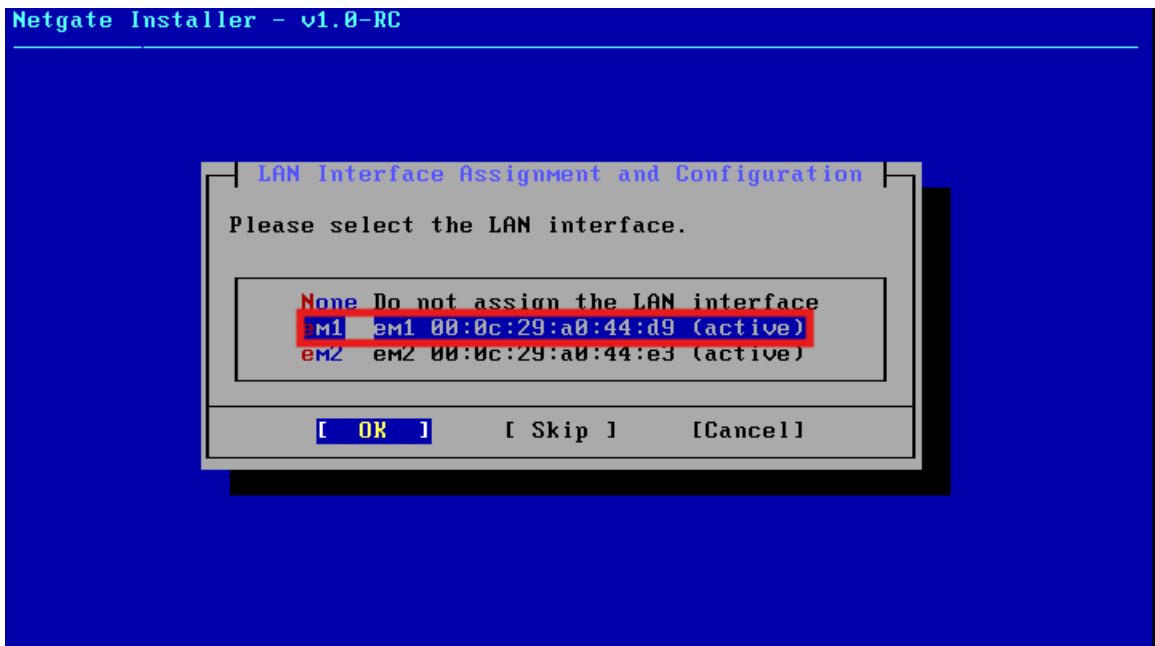 Netgate Installer - v1.0-RC
LAN Interface Assignment and Configuration
Please select the LAN interface.
None Do not assign the LAN interface
em1 em1 00:0c:29:a0:44:d9 (active)
em2 em2 00:0c:29:a0:44:e3 (active)
[ OK ] [ Skip ] [Cancel]